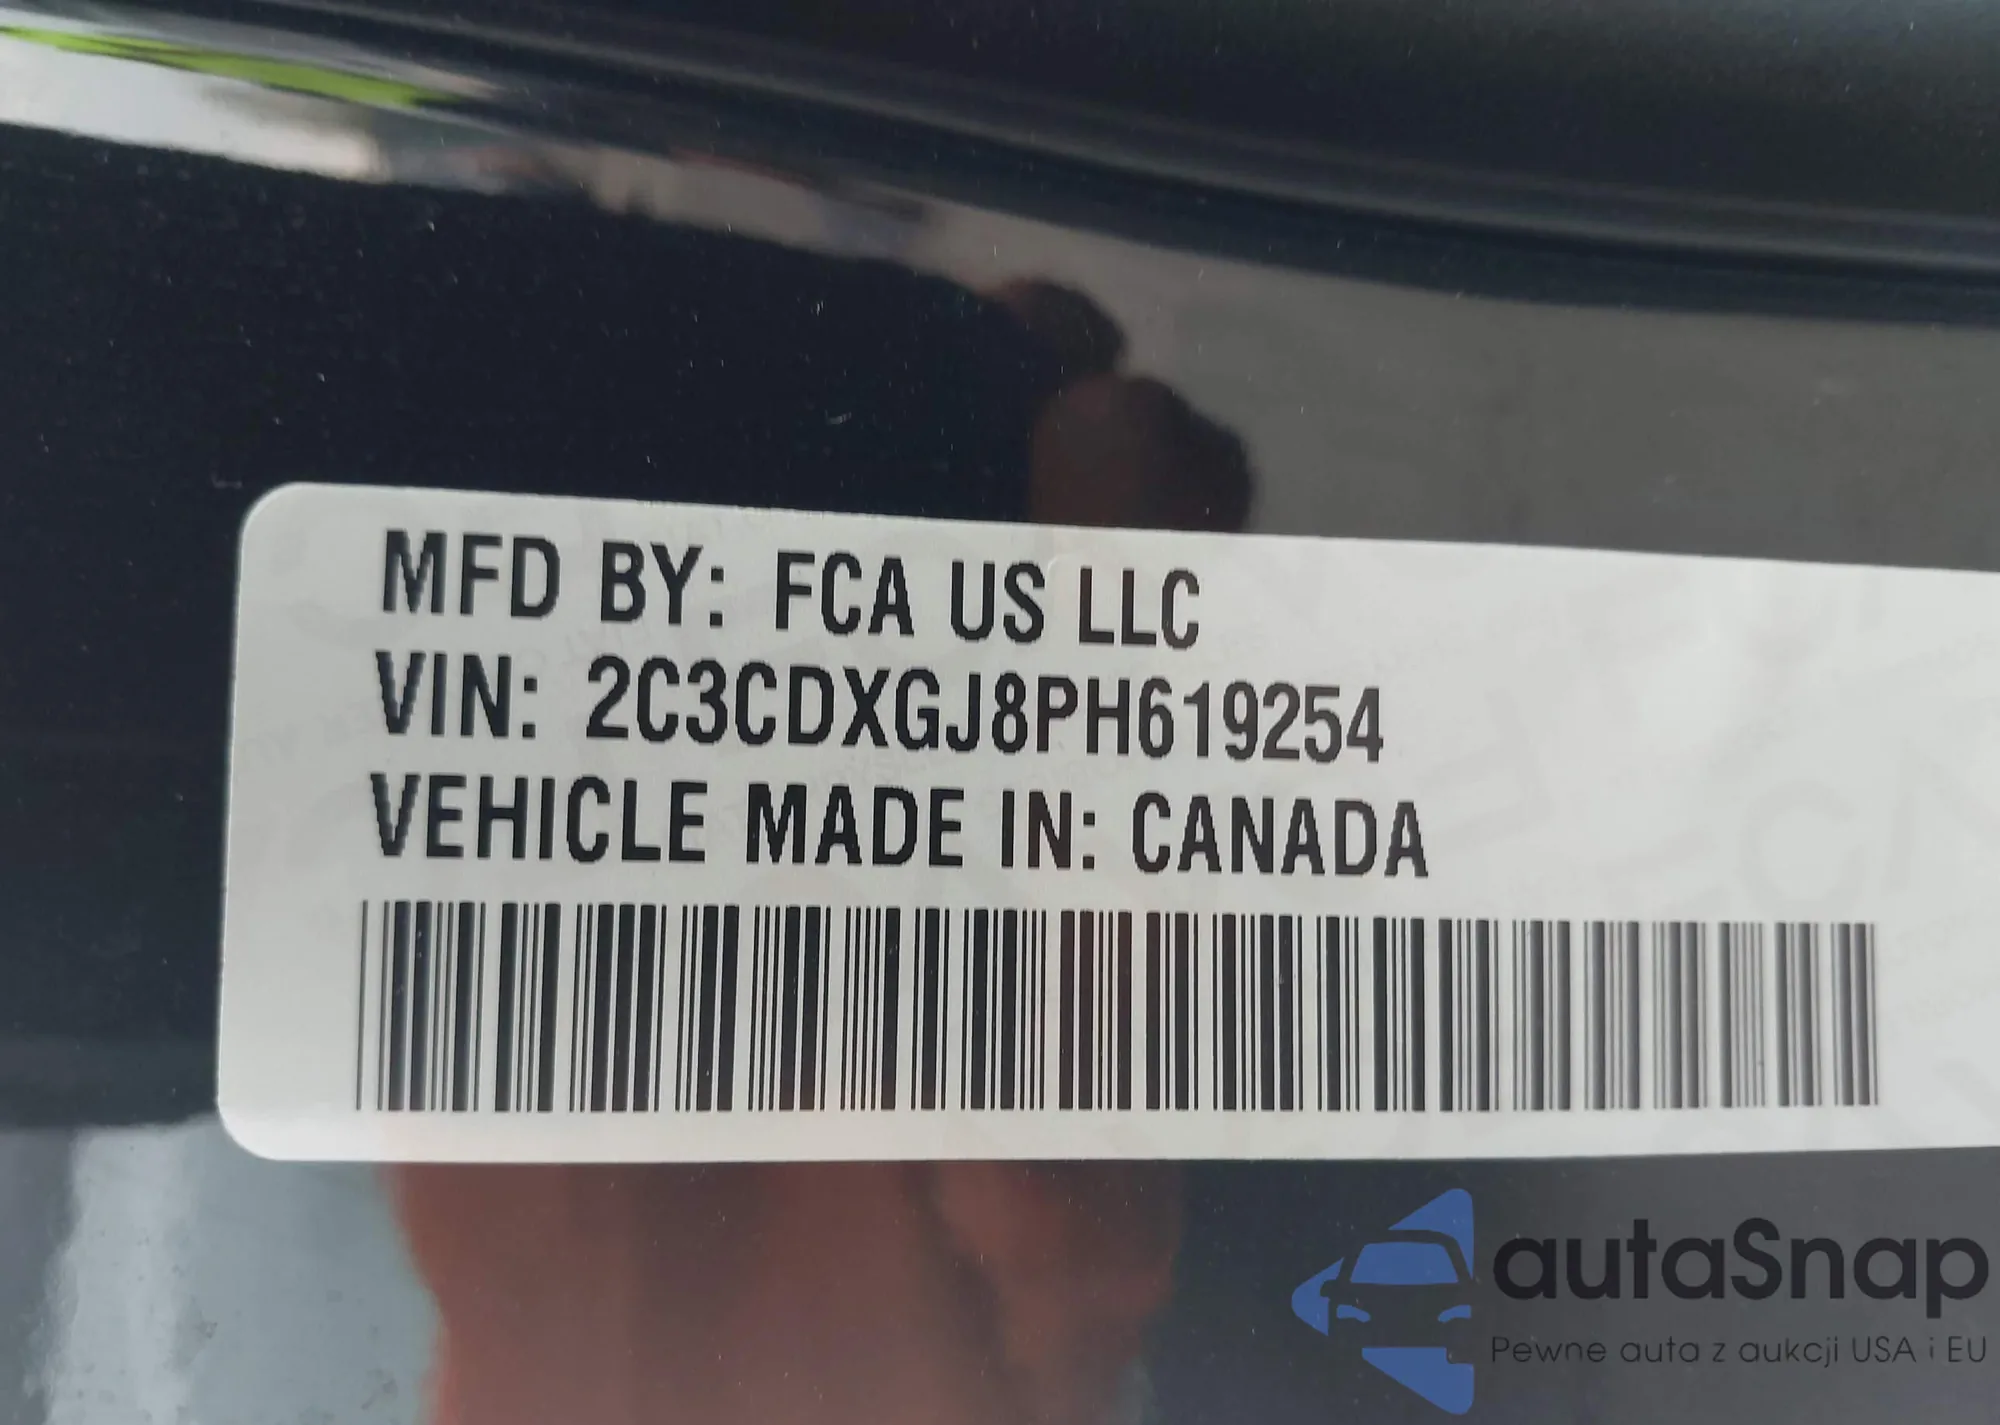 MFD BY: FCA US LLC
VIN: 2C3CDXGJ8PH619254
VEHICLE MADE IN: CANADA
autaSnap
Pewne auta z aukcji USA i EU